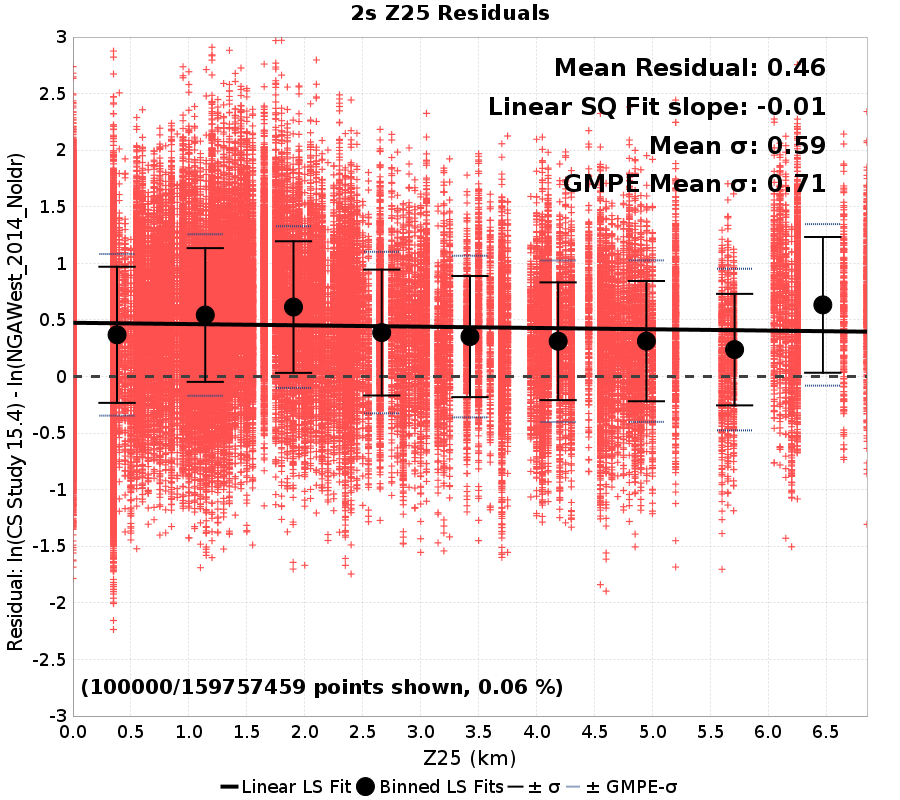 2s Z25 Residuals
Mean Residual: 0.46
Linear SQ Fit slope: -0.01
Mean σ: 0.59
GMPE Mean σ: 0.71
Residual: ln(CS Study 15.4) - ln(NGAWest_2014_NoIdr)
3
2.5
2
1.5
1
0.5
0
-0.5
-1
-1.5
-2
-2.5
-3
(100000/159757459 points shown, 0.06 %)
0.0 0.5 1.0 1.5 2.0 2.5 3.0 3.5 4.0 4.5 5.0 5.5 6.0 6.5
Z25 (km)
Linear LS Fit Binned LS Fits ± σ ± GMPE-σ